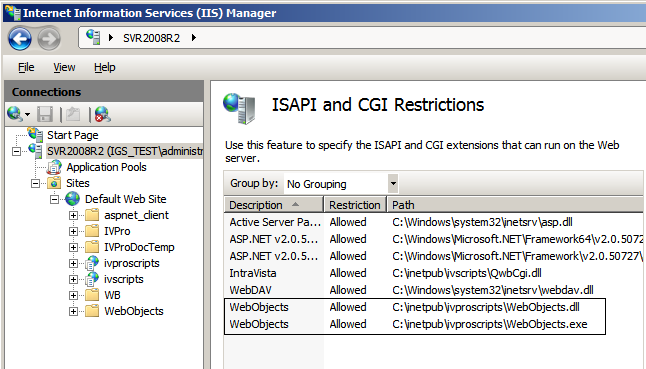 Internet Information Services (IIS) Manager
SVR2008R2
File View Help
Connections
Start Page
SVR2008R2 (IGS_TEST\administr
Application Pools
Sites
Default Web Site
aspnet_client
IVPro
IVProDocTemp
ivproscripts
ivscripts
WB
WebObjects
ISAPI and CGI Restrictions
Use this feature to specify the ISAPI and CGI extensions that can run on the Web
server.
Group by: No Grouping
Description Restriction Path
Active Server Pa... Allowed C:\Windows\system32\inetsrv\asp.dll
ASP.NET v2.0.5... Allowed C:\Windows\Microsoft.NET\Framework64\v2.0.5072
ASP.NET v2.0.5... Allowed C:\Windows\Microsoft.NET\Framework\v2.0.50727\
IntraVista Allowed C:\inetpub\ivscripts\QwbCgi.dll
WebDAV Allowed C:\Windows\system32\inetsrv\webdav.dll
WebObjects Allowed C:\inetpub\ivproscripts\WebObjects.dll
WebObjects Allowed C:\inetpub\ivproscripts\WebObjects.exe